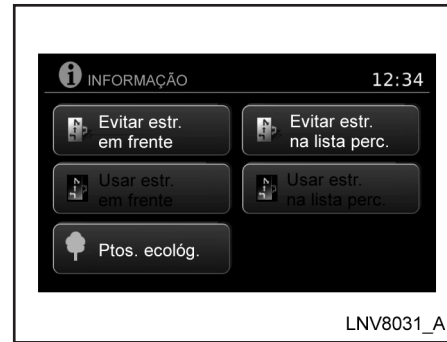 INFORMAÇÃO 12:34
Evitar estr.
em frente
Evitar estr.
na lista perc.
Usar estr.
em frente
Usar estr.
na lista perc.
Ptos. ecológ.
LNV8031_A